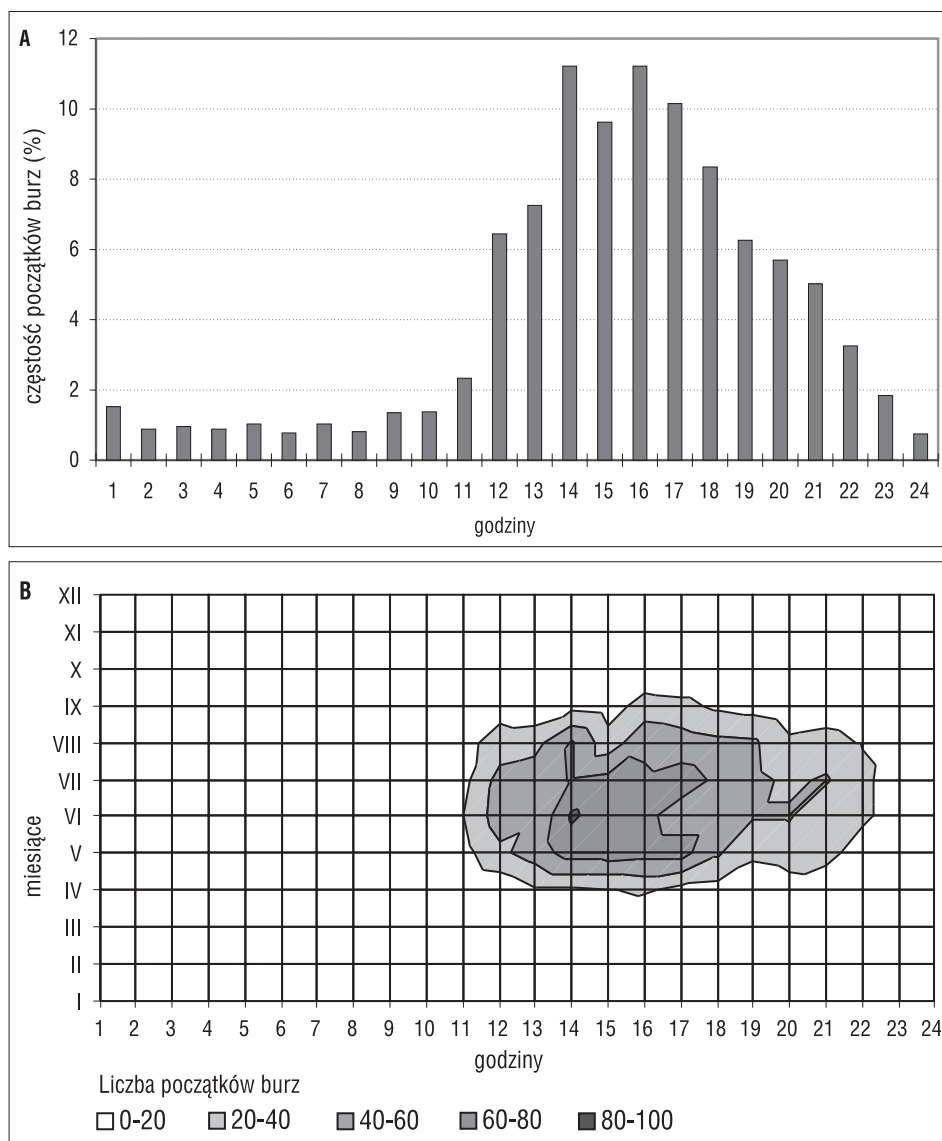 A
częstość początków burz (%)
12
10
8
6
4
2
0
1 2 3 4 5 6 7 8 9 10 11 12 13 14 15 16 17 18 19 20 21 22 23 24
godziny
B
miesiące
XII
XI
X
IX
VIII
VII
VI
V
IV
III
II
I
1 2 3 4 5 6 7 8 9 10 11 12 13 14 15 16 17 18 19 20 21 22 23 24
godziny
Liczba początków burz
0-20 20-40 40-60 60-80 80-100